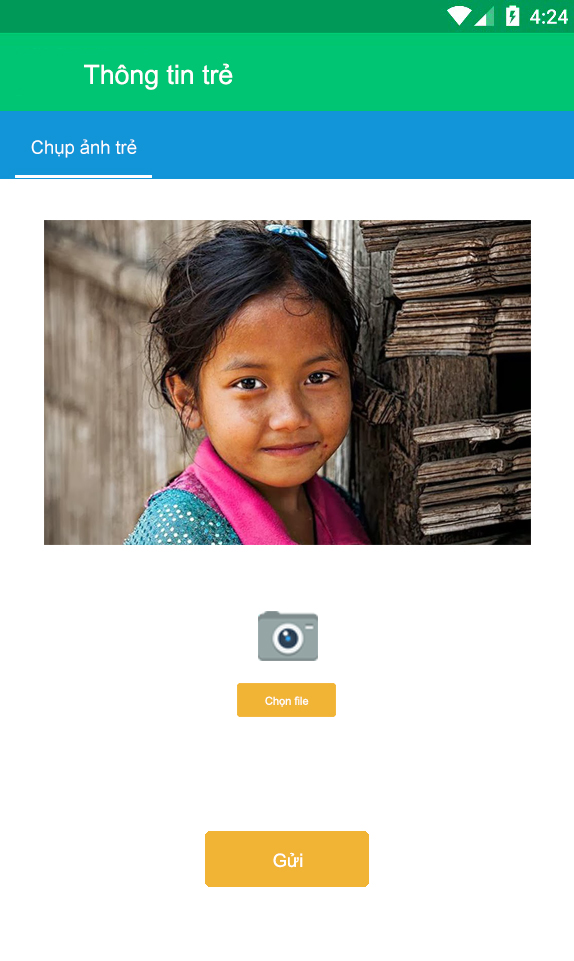 4:24
Thông tin trẻ
Chụp ảnh trẻ
Chọn file
Gửi